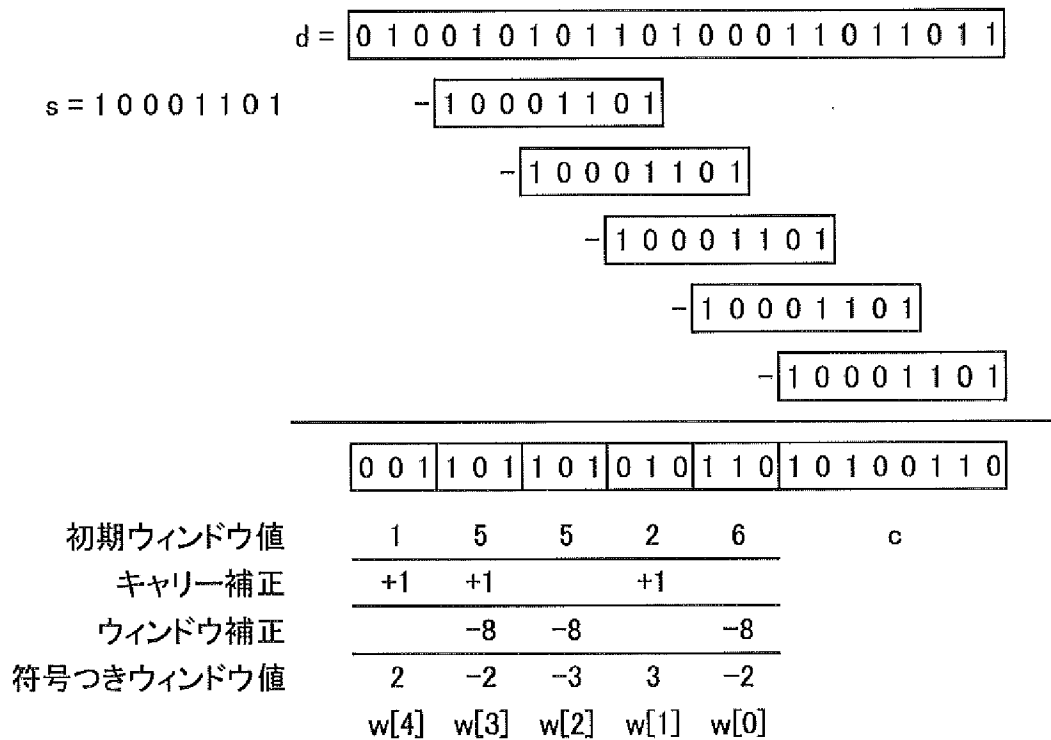 d = 0 1 0 0 1 0 1 0 1 1 0 1 0 0 0 1 1 0 1 1 0 1 1
s = 1 0 0 0 1 1 0 1 - 1 0 0 0 1 1 0 1
- 1 0 0 0 1 1 0 1
- 1 0 0 0 1 1 0 1
- 1 0 0 0 1 1 0 1
- 1 0 0 0 1 1 0 1
0 0 1 1 0 1 1 0 1 0 1 0 1 1 0 1 0 1 0 0 1 1 0
初期ウィンドウ値 1 5 5 2 6 c
キャリー補正 +1 +1 +1
ウィンドウ補正 -8 -8 -8
符号つきウィンドウ値 2 -2 -3 3 -2
w[4] w[3] w[2] w[1] w[0]